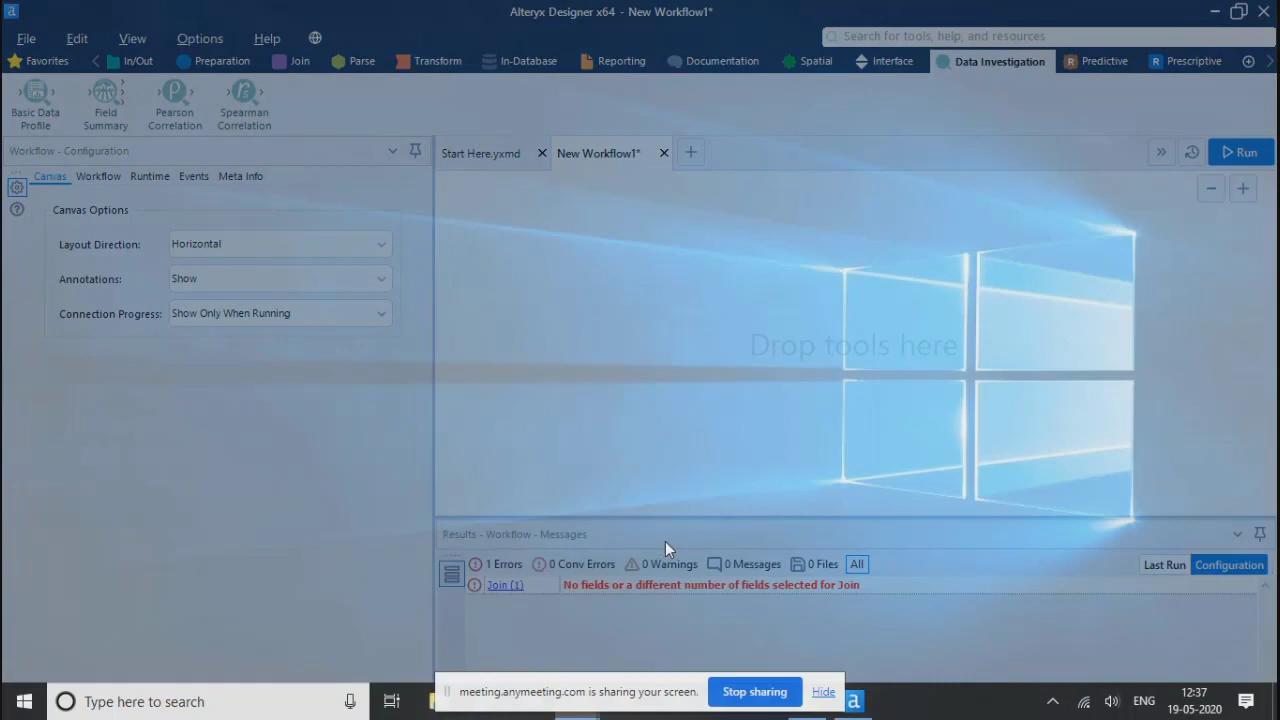 Alteryx Designer x64 - New Workflow1*
File Edit View Options Help
Search for tools, help, and resources
Favorites In/Out Preparation Join Parse Transform In-Database Reporting Documentation Spatial Interface Data Investigation Predictive Prescriptive
Basic Data Profile
Field Summary
Pearson Correlation
Spearman Correlation
Workflow - Configuration
Start Here.yxmd New Workflow1* Run
Canvas Workflow Runtime Events Meta Info
Canvas Options
Layout Direction: Horizontal
Annotations: Show
Connection Progress: Show Only When Running
Drop tools here
Results - Workflow - Messages
1 Errors 0 Conv Errors 0 Warnings 0 Messages 0 Files All Last Run Configuration
Join (1) No fields or a different number of fields selected for Join
meeting.anymeeting.com is sharing your screen. Stop sharing Hide
Type here to search
ENG
12:37
19-05-2020